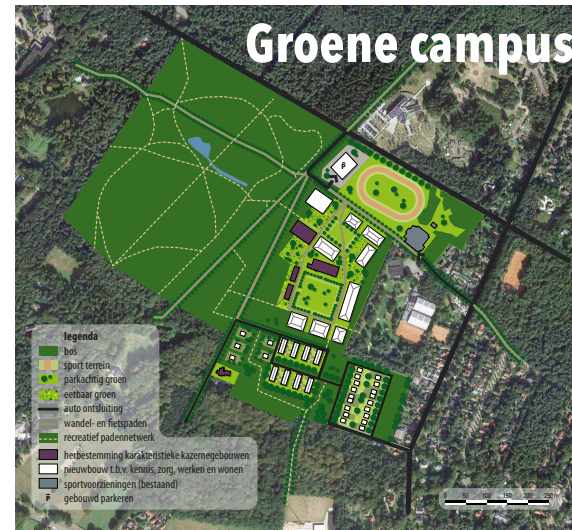 Groene campus
P
legenda
bos
sport terrein
parkachtig groen
eetbaar groen
auto ontsluiting
wandel- en fietspaden
recreatief padennetwerk
herbestemming karakteristieke kazernegebouwen
nieuwbouw t.b.v. kennis, zorg, werken en wonen
sportvoorzieningen (bestaand)
P gebouwd parkeren
0 50 100 150 200 250 m